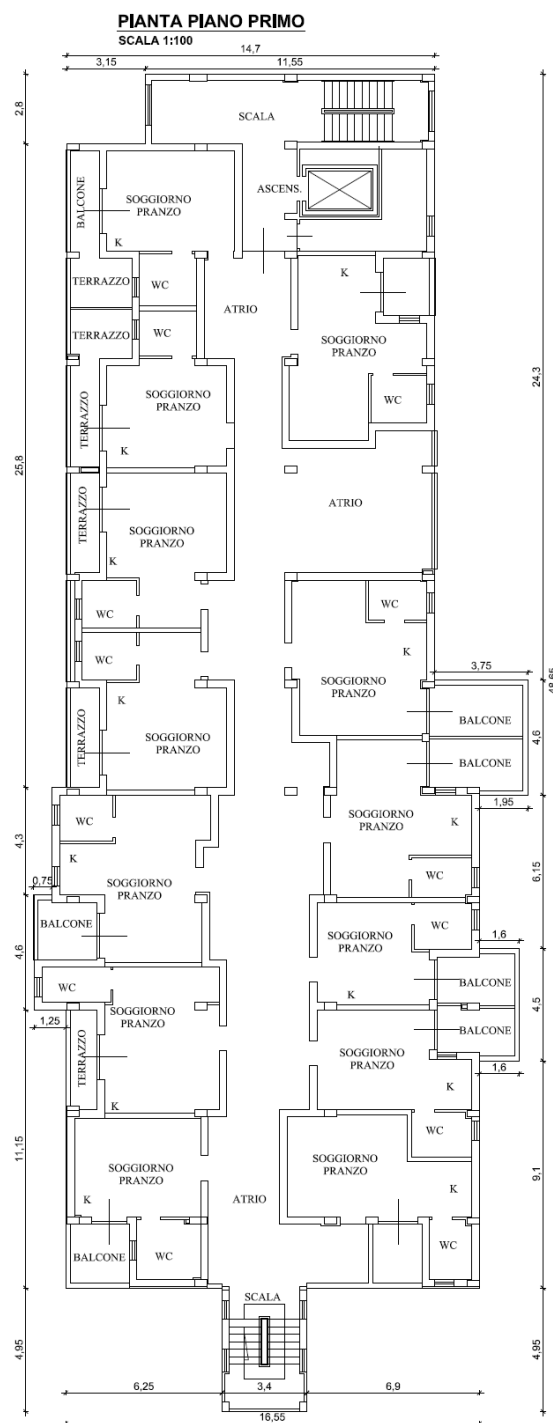 PIANTA PIANO PRIMO
SCALA 1:100
14,7
3,15
11,55
2,8
SCALA
ASCENS.
BALCONE
SOGGIORNO
PRANZO
K
K
TERRAZZO
WC
ATRIO
TERRAZZO
WC
SOGGIORNO
PRANZO
24,3
TERRAZZO
SOGGIORNO
PRANZO
WC
K
25,8
TERRAZZO
SOGGIORNO
PRANZO
ATRIO
K
WC
WC
WC
K
TERRAZZO
K
SOGGIORNO
PRANZO
SOGGIORNO
PRANZO
3,75
48,65
BALCONE
4,6
BALCONE
1,95
4,3
WC
SOGGIORNO
PRANZO
K
K
6,15
0,75
SOGGIORNO
PRANZO
WC
4,6
BALCONE
SOGGIORNO
PRANZO
WC
1,6
WC
SOGGIORNO
PRANZO
K
BALCONE
4,5
1,25
BALCONE
TERRAZZO
SOGGIORNO
PRANZO
1,6
K
K
WC
11,15
SOGGIORNO
PRANZO
SOGGIORNO
PRANZO
9,1
K
ATRIO
K
BALCONE
WC
WC
SCALA
4,95
4,95
6,25
3,4
6,9
16,55